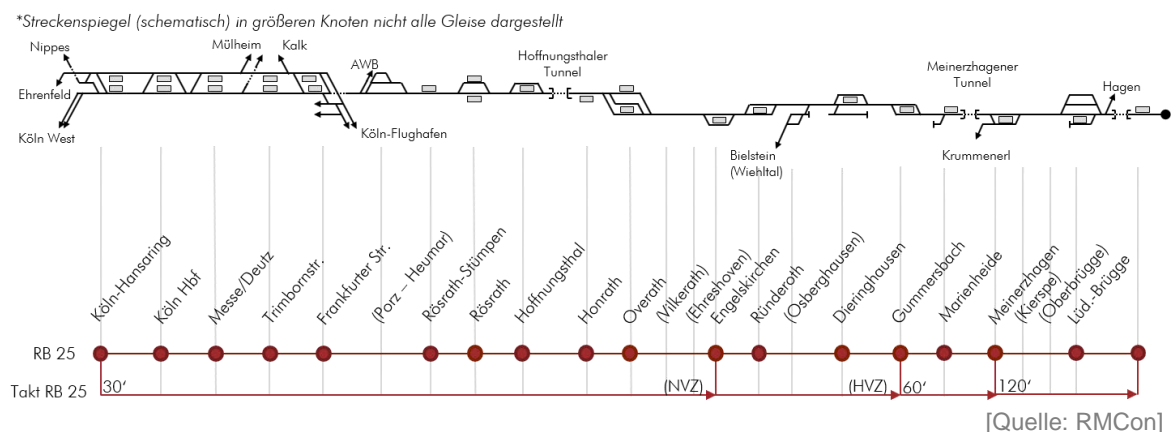 *Streckenspiegel (schematisch) in größeren Knoten nicht alle Gleise dargestellt
Nippes
Mülheim
Kalk
AWB
Hoffnungsthaler
Tunnel
Meinerzhagener
Tunnel
Hagen
Ehrenfeld
Köln West
Köln-Flughafen
Bielstein
(Wiehltal)
Krummenerl
Köln-Hansaring
Köln Hbf
Messe/Deutz
Trimbornstr.
Frankfurter Str.
(Porz – Heumar)
Rösrath-Stümpen
Rösrath
Hoffnungsthal
Honrath
Overath
(Vilkerath)
(Ehreshoven)
Engelskirchen
Ründeroth
(Osberghausen)
Dieringhausen
Gummersbach
Marienheide
Meinerzhagen
(Kierspe)
(Oberbrügge)
Lüd.-Brügge
RB 25
Takt RB 25
30‘
(NVZ)
(HVZ)
60‘
120‘
[Quelle: RMCon]